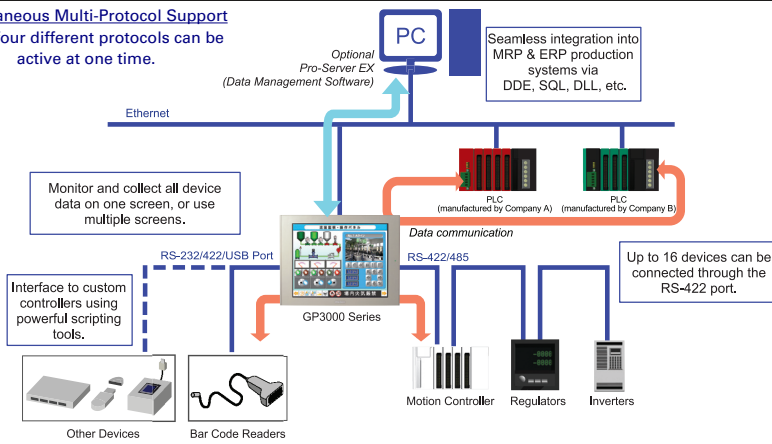 aneous Multi-Protocol Support
our different protocols can be
active at one time.
PC
Optional
Pro-Server EX
(Data Management Software)
Seamless integration into
MRP & ERP production
systems via
DDE, SQL, DLL, etc.
Ethernet
PLC
(manufactured by Company A)
PLC
(manufactured by Company B)
Monitor and collect all device
data on one screen, or use
multiple screens.
Data communication
RS-232/422/USB Port
RS-422/485
Up to 16 devices can be
connected through the
RS-422 port.
Interface to custom
controllers using
powerful scripting
tools.
GP3000 Series
Motion Controller
Regulators
Inverters
Other Devices
Bar Code Readers